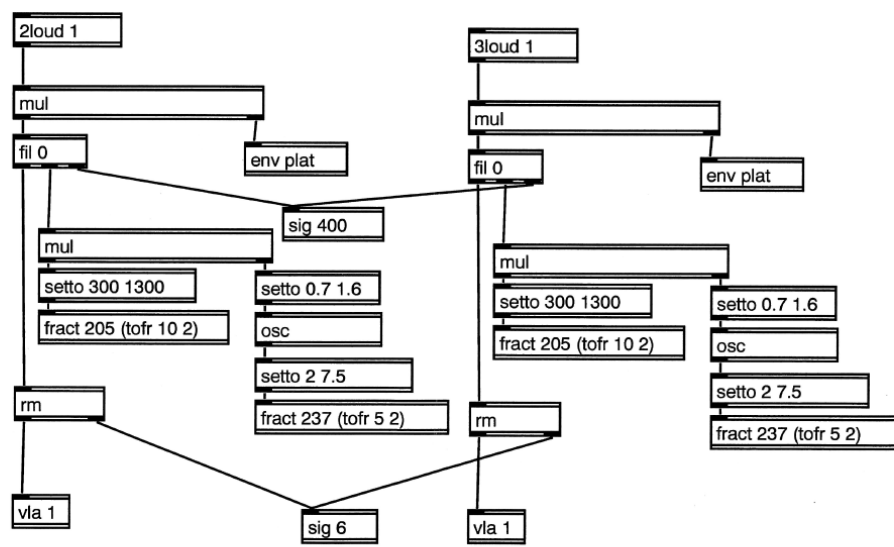 2loud 1
mul
fil 0
env plat
mul
setto 300 1300
fract 205 (tofr 10 2)
setto 0.7 1.6
osc
setto 2 7.5
fract 237 (tofr 5 2)
rm
vla 1
sig 400
sig 6
3loud 1
mul
fil 0
env plat
mul
setto 300 1300
fract 205 (tofr 10 2)
setto 0.7 1.6
osc
setto 2 7.5
fract 237 (tofr 5 2)
rm
vla 1